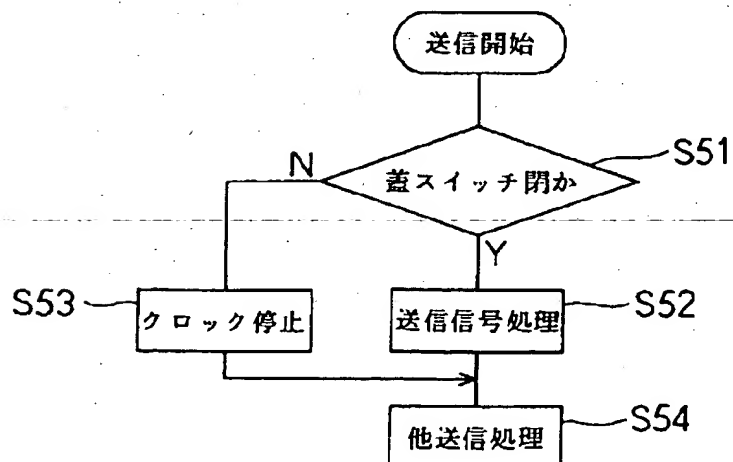 送信開始
S51
蓋スイッチ閉か
N
Y
S53
クロック停止
送信信号処理
S52
他送信処理
S54